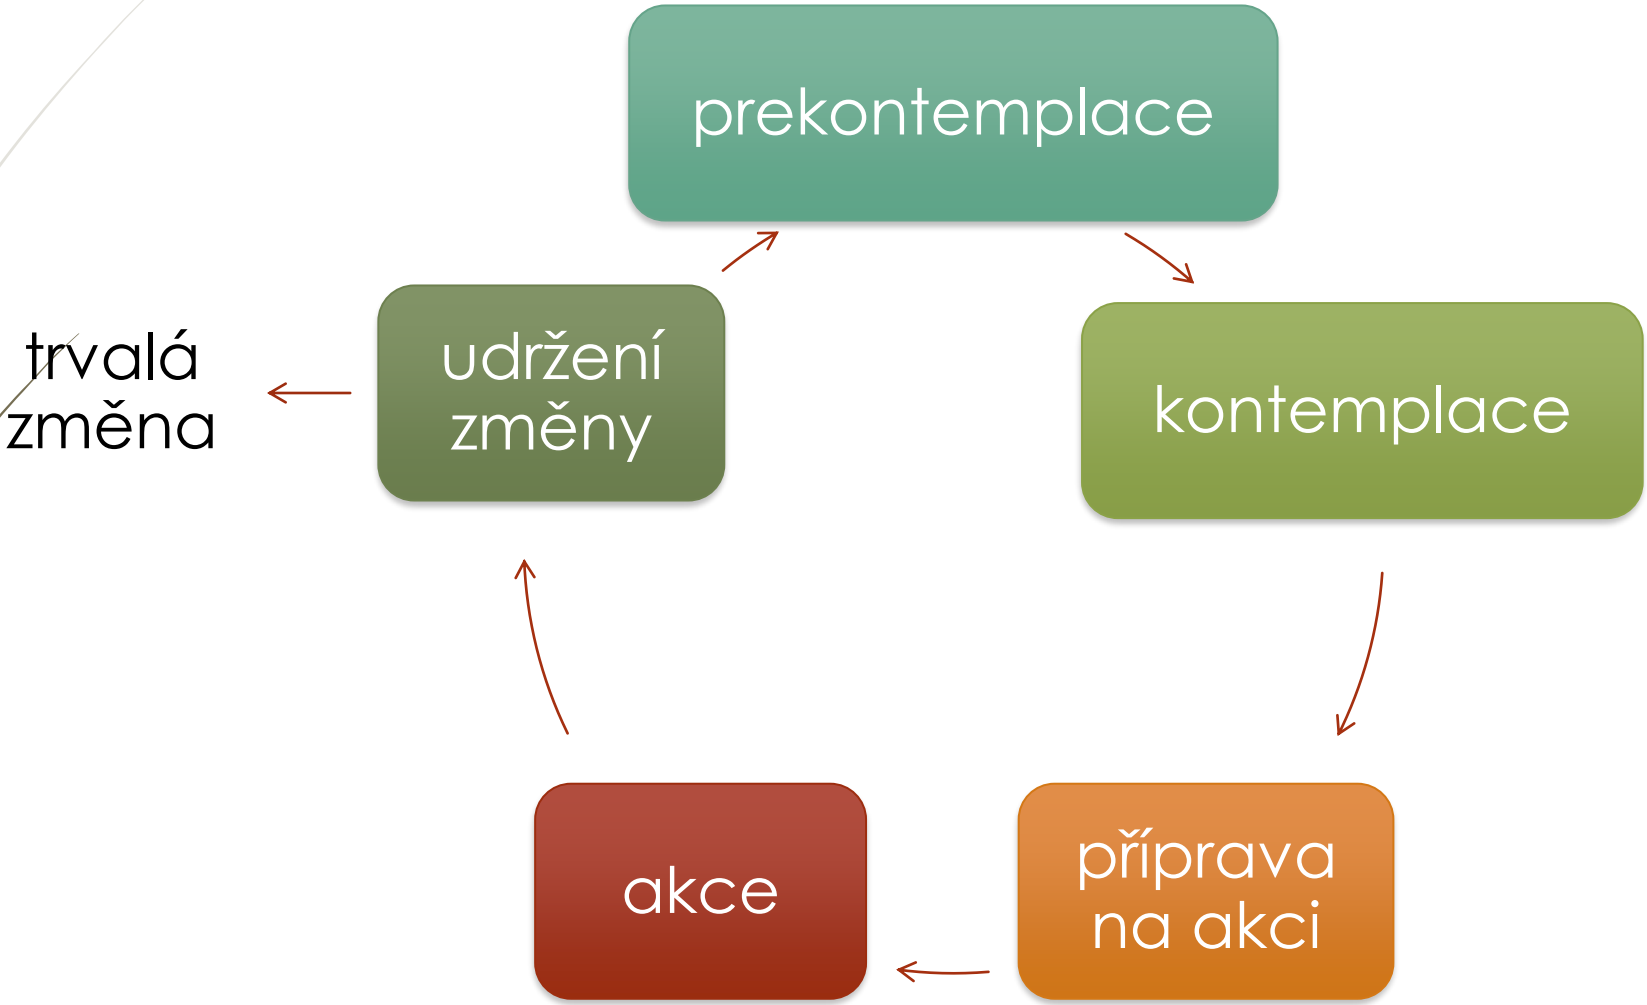 prekontemplace
kontemplace
příprava
na akci
akce
udržení
změny
trvalá
změna